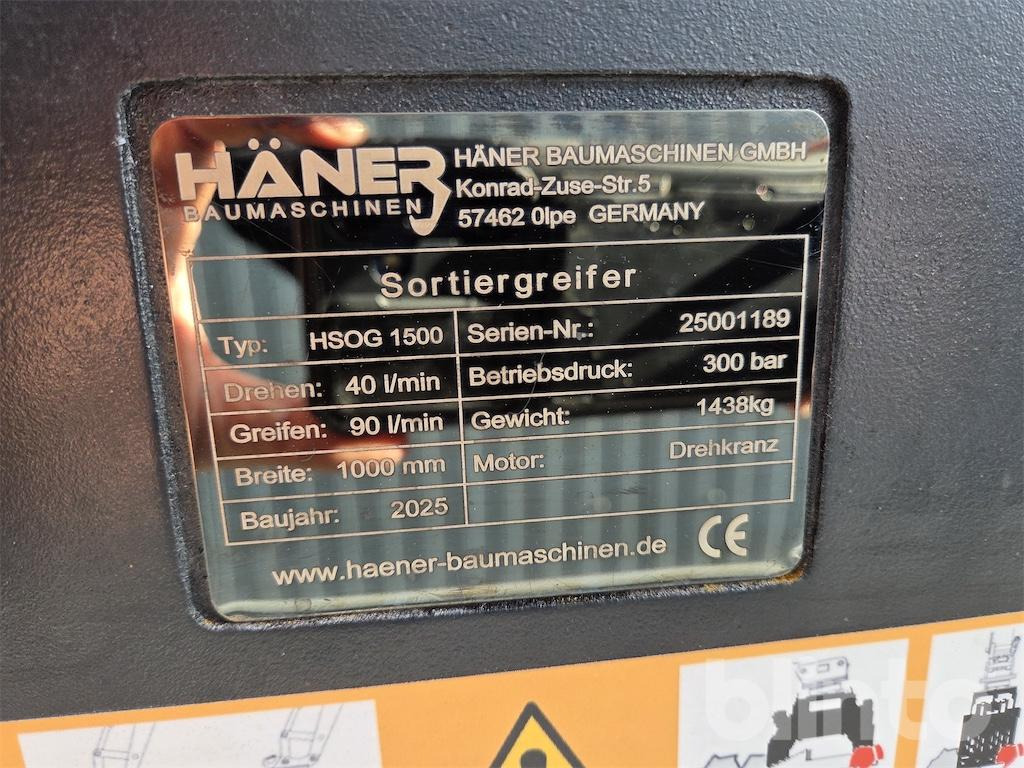 HÄNER
BAUMASCHINEN
HÄNER BAUMASCHINEN GMBH
Konrad-Zuse-Str.5
57462 Olpe GERMANY
Sortiergreifer
Typ: HSOG 1500 Serien-Nr.: 25001189
Drehen: 40 l/min Betriebsdruck: 300 bar
Greifen: 90 l/min Gewicht: 1438kg
Breite: 1000 mm Motor: Drehkranz
Baujahr: 2025
www.haener-baumaschinen.de CE
blinto